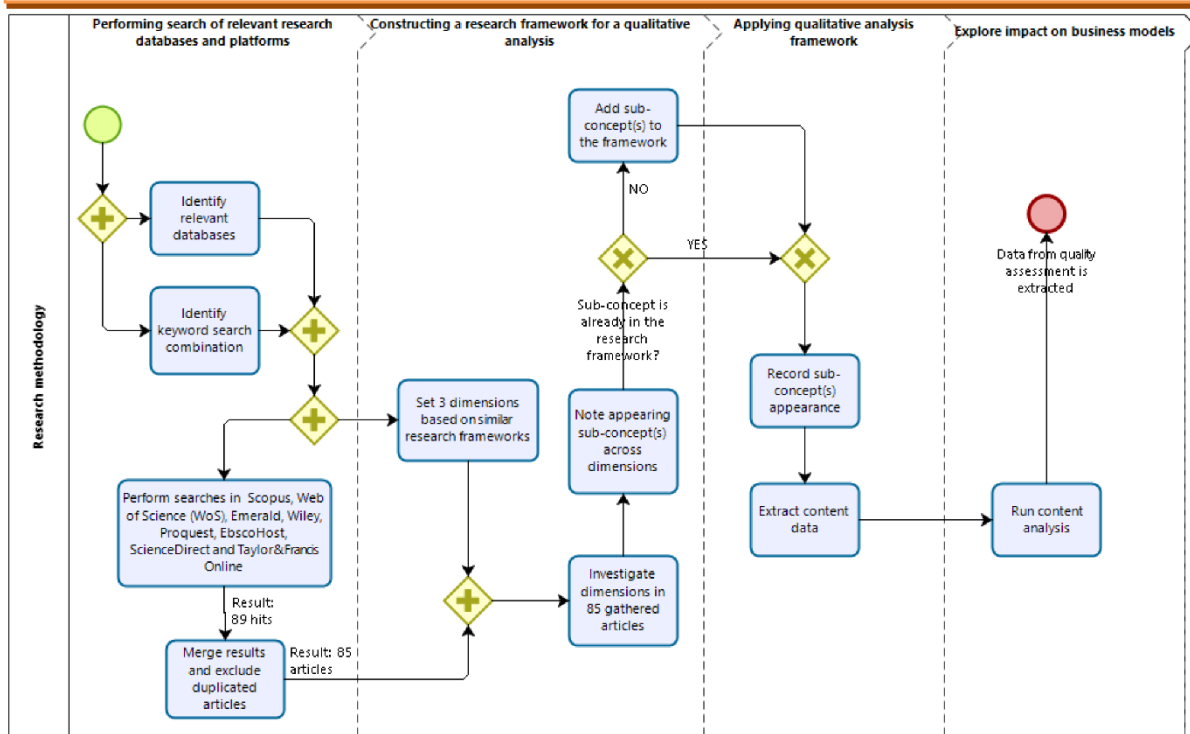 Performing search of relevant research
databases and platforms
Constructing a research framework for a qualitative
analysis
Applying qualitative analysis
framework
Explore impact on business models
Research methodology
Identify
relevant
databases
Identify
keyword search
combination
Perform searches in Scopus, Web
of Science (WoS), Emerald, Wiley,
Proquest, EbscoHost,
ScienceDirect and Taylor&Francis
Online
Result:
89 hits
Merge results
and exclude
duplicated
articles
Result: 85
articles
Set 3 dimensions
based on similar
research frameworks
Add sub-
concept(s) to
the framework
NO
YES
Sub-concept is
already in the
research
framework?
Note appearing
sub-concept(s)
across
dimensions
Investigate
dimensions in
85 gathered
articles
Record sub-
concept(s)
appearance
Extract content
data
Data from quality
assessment is
extracted
Run content
analysis